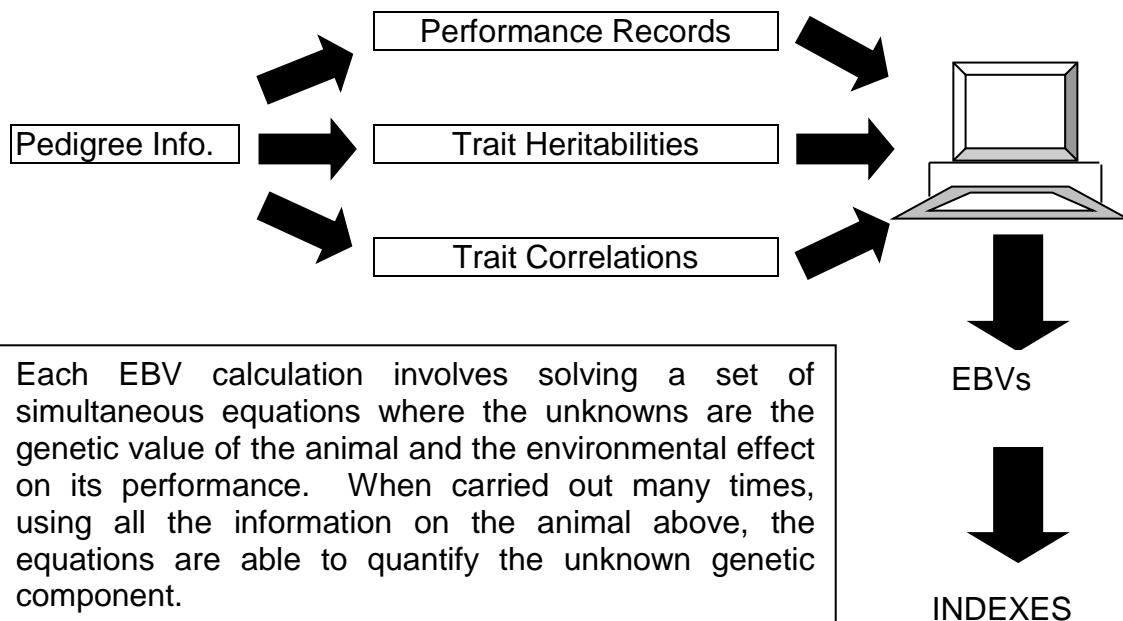 Performance Records
Pedigree Info.
Trait Heritabilities
Trait Correlations
Each EBV calculation involves solving a set of
simultaneous equations where the unknowns are the
genetic value of the animal and the environmental effect
on its performance. When carried out many times,
using all the information on the animal above, the
equations are able to quantify the unknown genetic
component.
EBVs
INDEXES